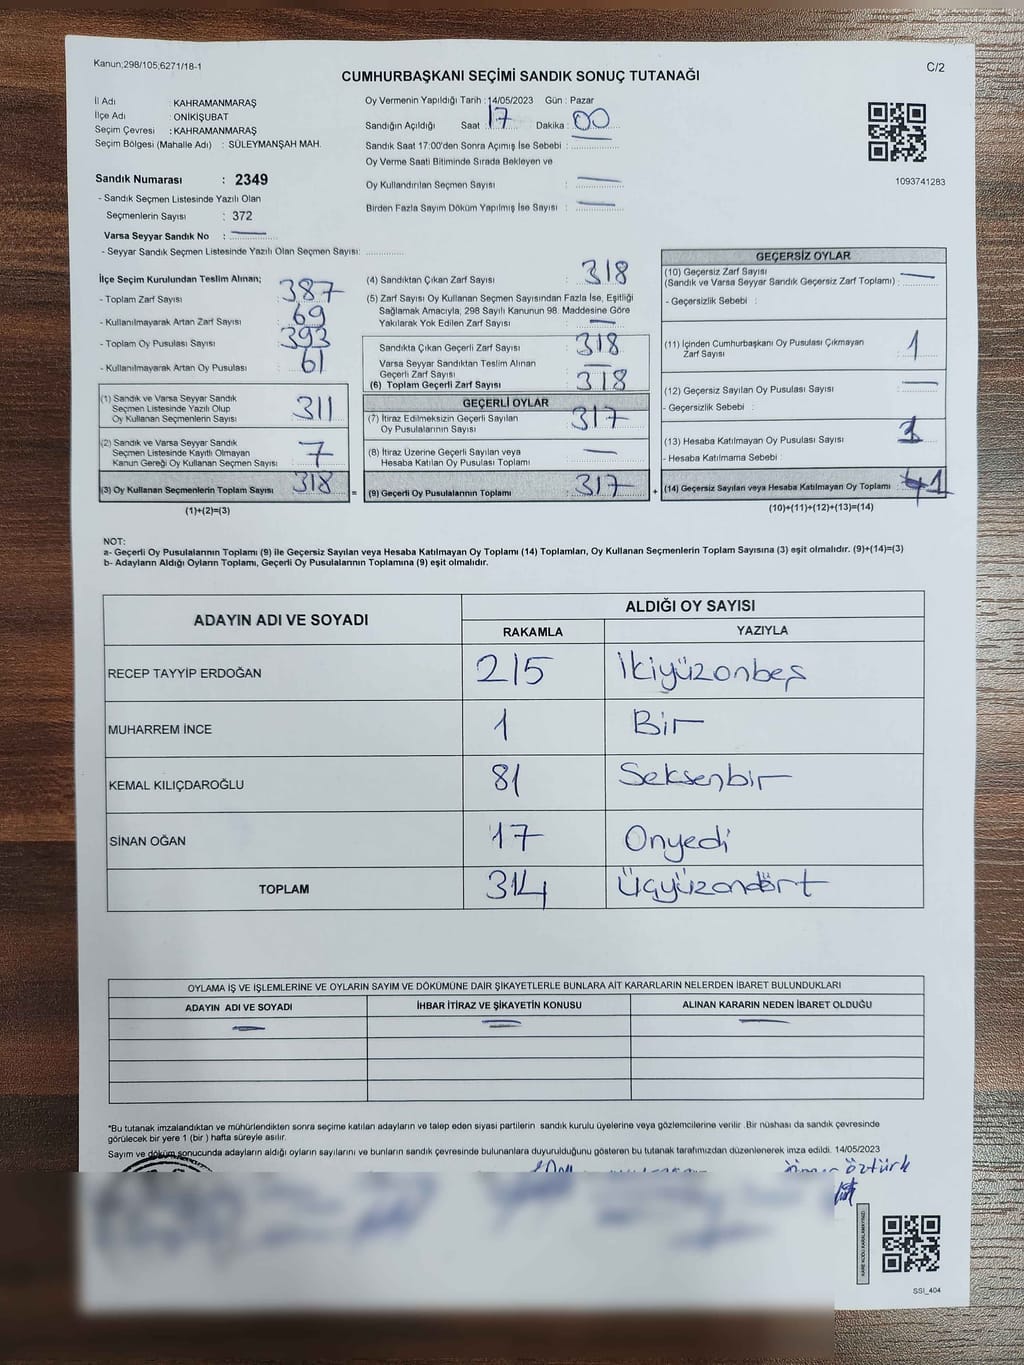 Kanun;298/105;6271/18-1
C/2
CUMHURBAŞKANI SEÇİMİ SANDIK SONUÇ TUTANAĞI
İl Adı : KAHRAMANMARAŞ
İlçe Adı : ONİKİŞUBAT
Seçim Çevresi : KAHRAMANMARAŞ
Seçim Bölgesi (Mahalle Adı) : SÜLEYMANŞAH MAH.
Oy Vermenin Yapıldığı Tarih : 14/05/2023 Gün : Pazar
Sandığın Açıldığı Saat : 17 Dakika : 00
Sandık Saat 17:00'den Sonra Açımış İse Sebebi :
Oy Verme Saati Bitiminde Sırada Bekleyen ve
Oy Kullandırılan Seçmen Sayısı : —
Birden Fazla Sayım Döküm Yapılmış İse Sayısı : —
1093741283
Sandık Numarası : 2349
- Sandık Seçmen Listesinde Yazılı Olan
Seçmenlerin Sayısı : 372
Varsa Seyyar Sandık No : —
- Seyyar Sandık Seçmen Listesinde Yazılı Olan Seçmen Sayısı:
İlçe Seçim Kurulundan Teslim Alınan;
- Toplam Zarf Sayısı : 387
- Kullanılmayarak Artan Zarf Sayısı : 69
- Toplam Oy Pusulası Sayısı : 393
- Kullanılmayarak Artan Oy Pusulası : 61
(1) Sandık ve Varsa Seyyar Sandık
Seçmen Listesinde Yazılı Olup
Oy Kullanan Seçmenlerin Sayısı : 311
(2) Sandık ve Varsa Seyyar Sandık
Seçmen Listesinde Kayıtlı Olmayan
Kanun Gereği Oy Kullanan Seçmen Sayısı : 7
(3) Oy Kullanan Seçmenlerin Toplam Sayısı : 318
(1)+(2)=(3)
(4) Sandıktan Çıkan Zarf Sayısı : 318
(5) Zarf Sayısı Oy Kullanan Seçmen Sayısından Fazla İse, Eşitliği
Sağlamak Amacıyla, 298 Sayılı Kanunun 98. Maddesine Göre
Yakılarak Yok Edilen Zarf Sayısı : —
Sandıkta Çıkan Geçerli Zarf Sayısı : 318
Varsa Seyyar Sandıktan Teslim Alınan
Geçerli Zarf Sayısı : —
(6) Toplam Geçerli Zarf Sayısı : 318
GEÇERLİ OYLAR
(7) İtiraz Edilmeksizin Geçerli Sayılan
Oy Pusulalarının Sayısı : 317
(8) İtiraz Üzerine Geçerli Sayılan veya
Hesaba Katılan Oy Pusulası Toplamı : —
= (9) Geçerli Oy Pusulalarının Toplamı : 317
GEÇERSİZ OYLAR
(10) Geçersiz Zarf Sayısı
(Sandık ve Varsa Seyyar Sandık Geçersiz Zarf Toplamı) : —
- Geçersizlik Sebebi :
(11) İçinden Cumhurbaşkanı Oy Pusulası Çıkmayan
Zarf Sayısı : 1
(12) Geçersiz Sayılan Oy Pusulası Sayısı : —
- Geçersizlik Sebebi :
(13) Hesaba Katılmayan Oy Pusulası Sayısı :
- Hesaba Katılmama Sebebi :
+ (14) Geçersiz Sayılan veya Hesaba Katılmayan Oy Toplamı : 1
(10)+(11)+(12)+(13)=(14)
NOT:
a- Geçerli Oy Pusulalarının Toplamı (9) ile Geçersiz Sayılan veya Hesaba Katılmayan Oy Toplamı (14) Toplamları, Oy Kullanan Seçmenlerin Toplam Sayısına (3) eşit olmalıdır. (9)+(14)=(3)
b- Adayların Aldığı Oyların Toplamı, Geçerli Oy Pusulalarının Toplamına (9) eşit olmalıdır.
ADAYIN ADI VE SOYADI
ALDIĞI OY SAYISI
RAKAMLA YAZIYLA
RECEP TAYYİP ERDOĞAN 215 İkiyüzonbeş
MUHARREM İNCE 1 Bir
KEMAL KILIÇDAROĞLU 81 Seksenbir
SİNAN OĞAN 17 Onyedi
TOPLAM 314 Üçyüzondört
OYLAMA İŞ VE İŞLEMLERİNE VE OYLARIN SAYIM VE DÖKÜMÜNE DAİR ŞİKAYETLERLE BUNLARA AİT KARARLARIN NELERDEN İBARET BULUNDUKLARI
ADAYIN ADI VE SOYADI İHBAR İTİRAZ VE ŞİKAYETİN KONUSU ALINAN KARARIN NEDEN İBARET OLDUĞU
— — —
*Bu tutanak imzalandıktan ve mühürlendikten sonra seçime katılan adayların ve talep eden siyasi partilerin sandık kurulu üyelerine veya gözlemcilerine verilir .Bir nüshası da sandık çevresinde
görülecek bir yere 1 (bir ) hafta süreyle asılır.
Sayım ve döküm sonucunda adayların aldığı oyların sayılarını ve bunların sandık çevresinde bulunanlara duyurulduğunu gösteren bu tutanak tarafımızdan düzenlenerek imza edildi. 14/05/2023
Öztürk
SSI_404